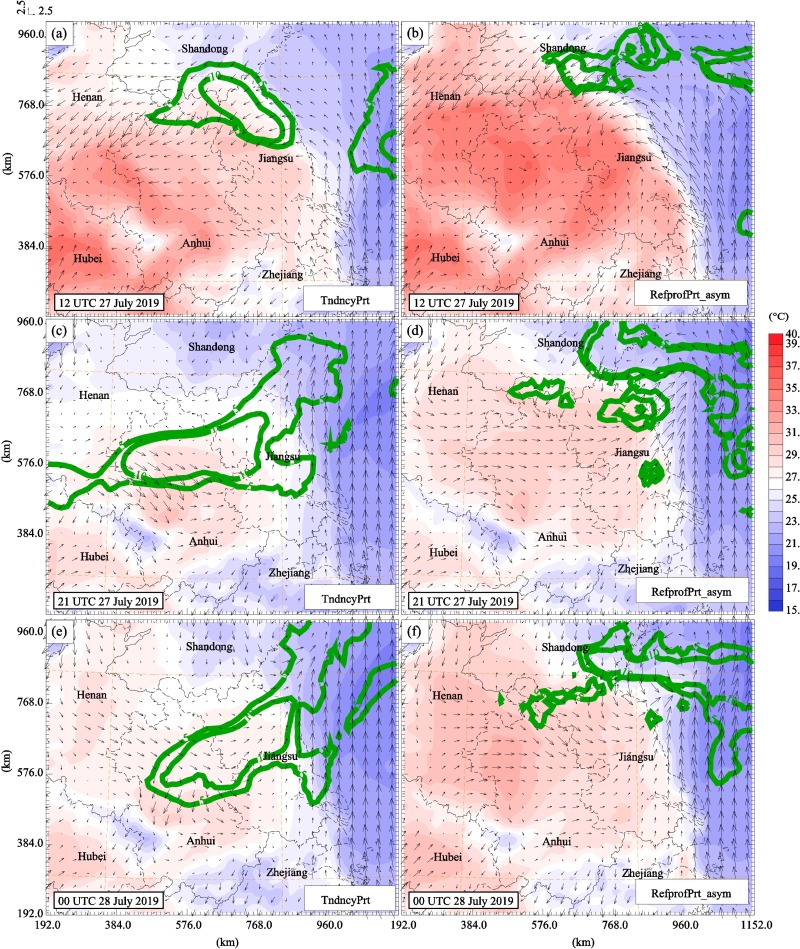 2.5
2.5
960.0
(a)
Shandong
(b)
Shandong
10
Henan
Henan
768.0
(km)
Jiangsu
Jiangsu
576.0
Anhui
Anhui
384.0
Hubei
Hubei
Zhejiang
Zhejiang
12 UTC 27 July 2019
TndncyPrt
12 UTC 27 July 2019
RefprofPrt_asym
960.0
(c)
Shandong
(d)
Shandong
(°C)
40.
39.
37.
35.
33.
31.
29.
27.
25.
23.
21.
19.
17.
15.
Henan
Henan
768.0
(km)
Jiangsu
Jiangsu
576.0
10
Anhui
Anhui
384.0
Hubei
Hubei
Zhejiang
Zhejiang
21 UTC 27 July 2019
TndncyPrt
21 UTC 27 July 2019
RefprofPrt_asym
960.0
(e)
Shandong
(f)
Shandong
Henan
Henan
768.0
(km)
Jiangsu
Jiangsu
576.0
Anhui
Anhui
384.0
Hubei
Hubei
Zhejiang
Zhejiang
00 UTC 28 July 2019
TndncyPrt
00 UTC 28 July 2019
RefprofPrt_asym
192.0
192.0 384.0 576.0 768.0 960.0 192.0 384.0 576.0 768.0 960.0 1152.0
(km) (km)